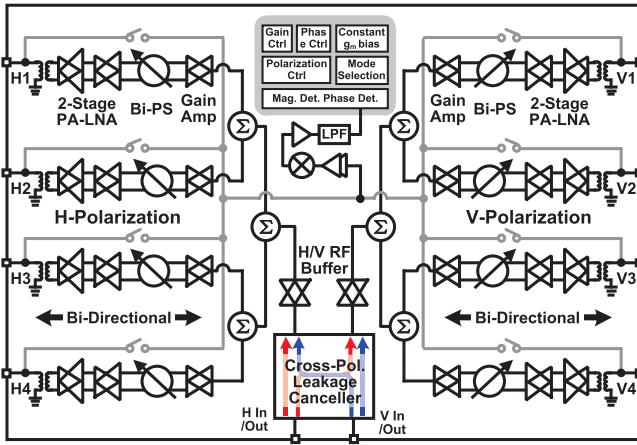 Gain
Ctrl
Phas
e Ctrl
Constant
gm bias
Polarization
Ctrl
Mode
Selection
Mag. Det. Phase Det.
LPF
H1
2-Stage
PA-LNA
Bi-PS
Gain
Amp
Σ
H2
H-Polarization
Σ
H3
Bi-Directional
Σ
H4
Gain
Amp
Bi-PS
2-Stage
PA-LNA
V1
Σ
V2
V-Polarization
Σ
V3
Bi-Directional
Σ
V4
H/V RF
Buffer
Cross-Pol.
Leakage
Canceller
H In
/Out
V In
/Out